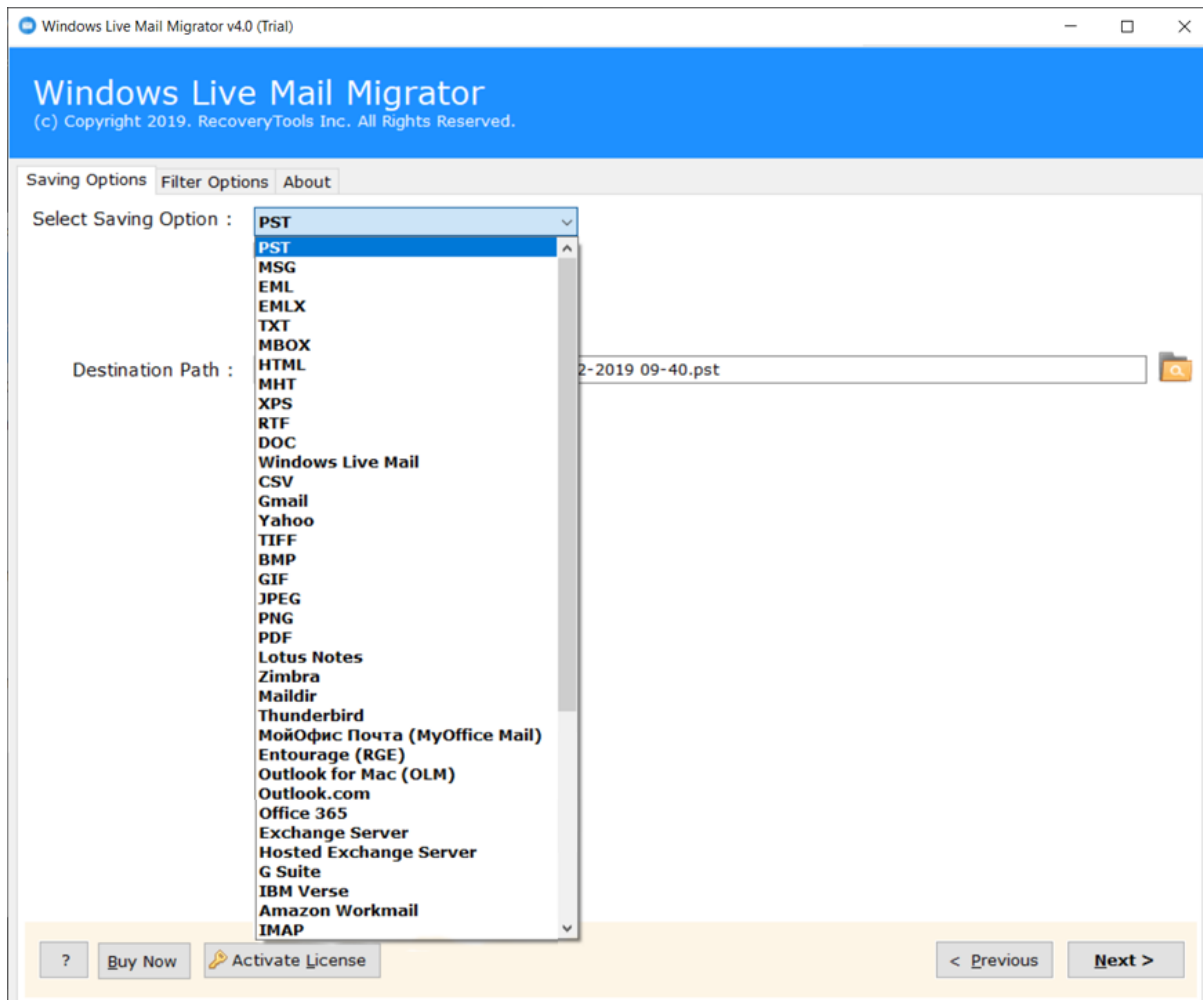 Windows Live Mail Migrator v4.0 (Trial)
Windows Live Mail Migrator
(c) Copyright 2019. RecoveryTools Inc. All Rights Reserved.
Saving Options Filter Options About
Select Saving Option : PST
PST
MSG
EML
EMLX
TXT
MBOX
HTML
Destination Path : 2-2019 09-40.pst
MHT
XPS
RTF
DOC
Windows Live Mail
CSV
Gmail
Yahoo
TIFF
BMP
GIF
JPEG
PNG
PDF
Lotus Notes
Zimbra
Maildir
Thunderbird
МойОфис Почта (MyOffice Mail)
Entourage (RGE)
Outlook for Mac (OLM)
Outlook.com
Office 365
Exchange Server
Hosted Exchange Server
G Suite
IBM Verse
Amazon Workmail
IMAP
? Buy Now Activate License < Previous Next >